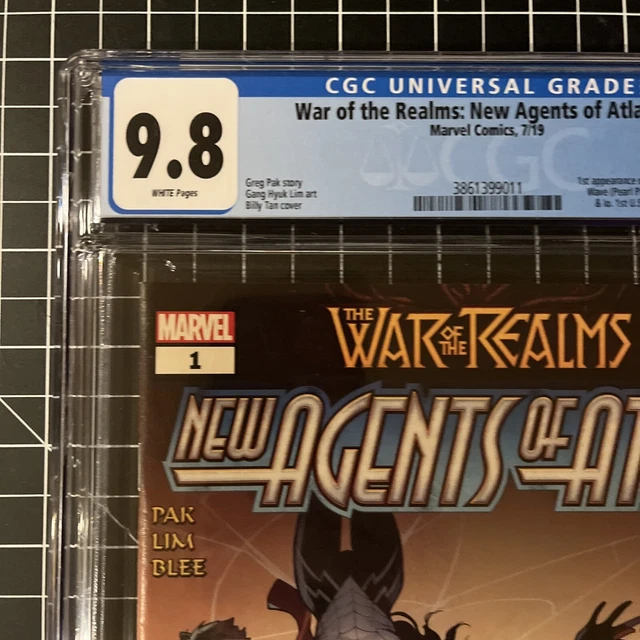 CGC UNIVERSAL GRADE
9.8
WHITE Pages
War of the Realms: New Agents of Atla
Marvel Comics, 7/19
Greg Pak story
Gang Hyuk Lim art
Billy Tan cover
CGC
3861399011
1st appearance
Wave (Pearl
& Io. 1st U.S
MARVEL
1
THE WAR OF THE REALMS
NEW AGENTS OF AT
PAK
LIM
BLEE